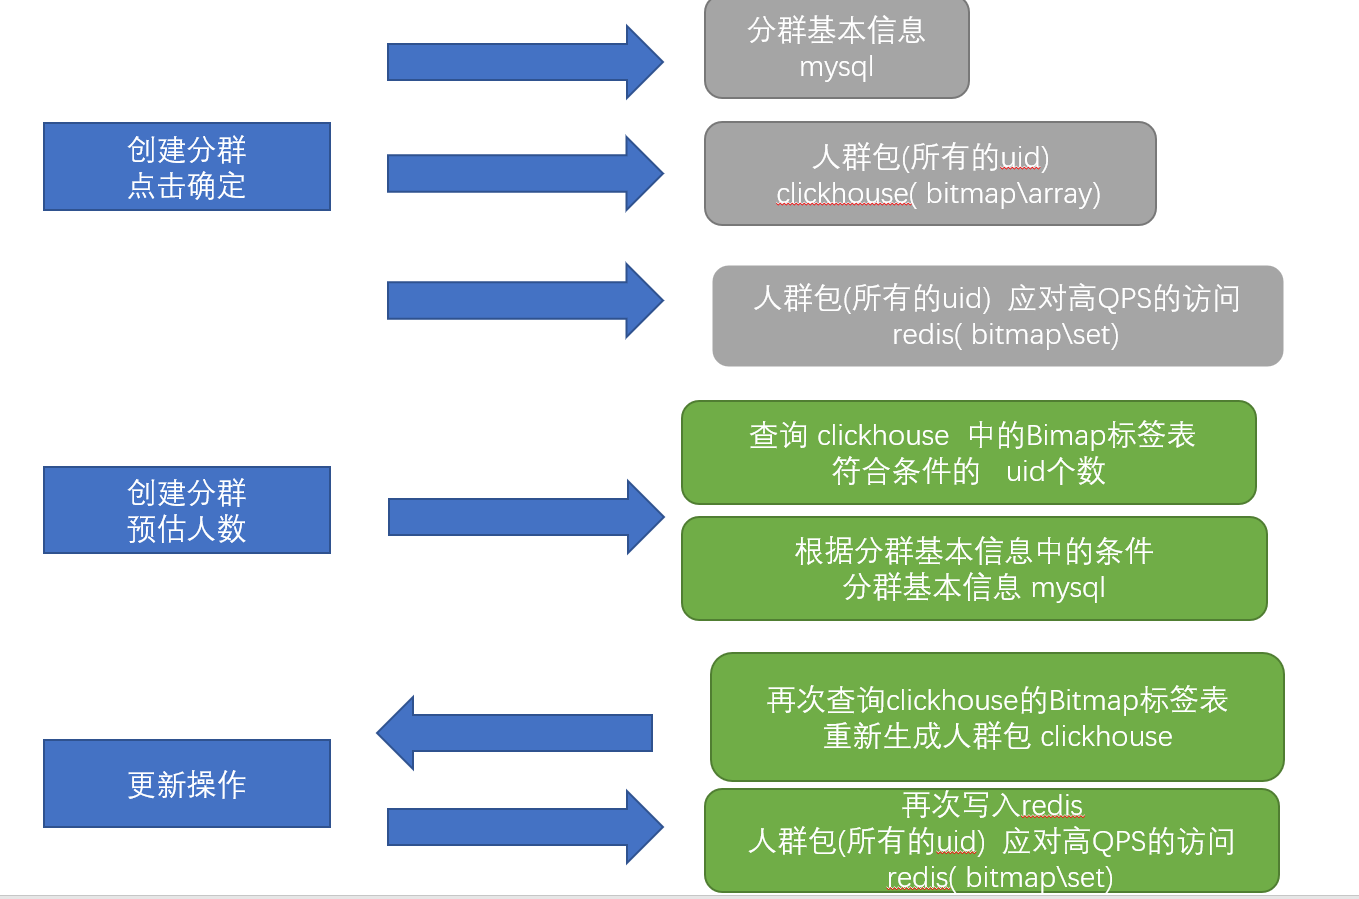 分群基本信息
mysql
创建分群
点击确定
人群包(所有的uid)
clickhouse( bitmap\array)
人群包(所有的uid) 应对高QPS的访问
redis( bitmap\set)
创建分群
预估人数
查询 clickhouse 中的Bimap标签表
符合条件的 uid个数
根据分群基本信息中的条件
分群基本信息 mysql
更新操作
再次查询clickhouse的Bitmap标签表
重新生成人群包 clickhouse
再次写入redis
人群包(所有的uid) 应对高QPS的访问
redis( bitmap\set)